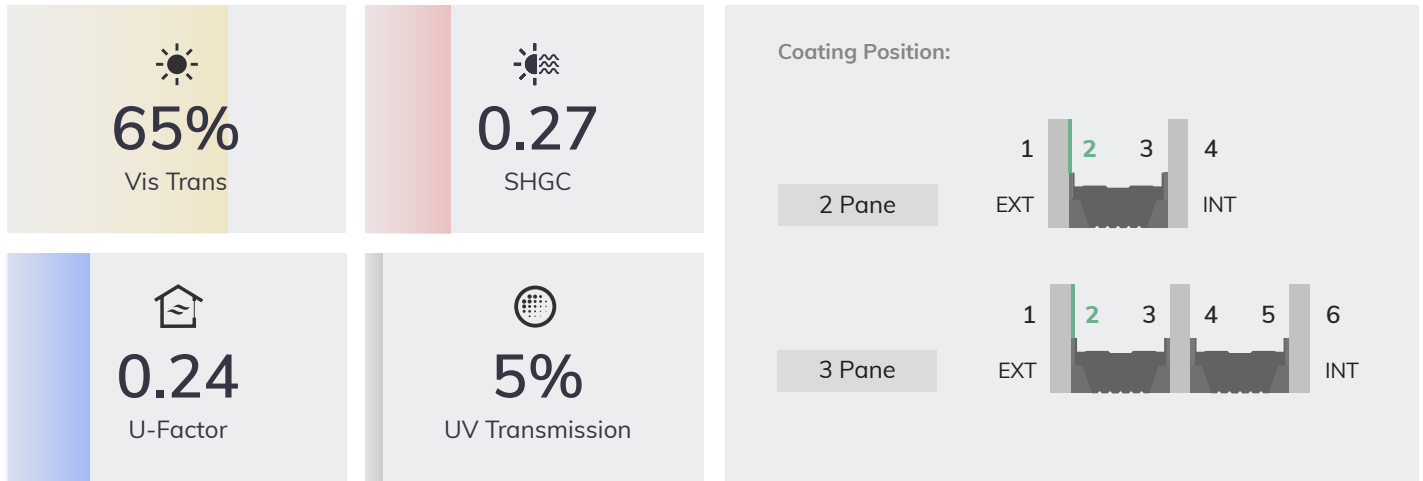 65%
Vis Trans
0.27
SHGC
0.24
U-Factor
5%
UV Transmission
Coating Position:
1 2 3 4
2 Pane EXT INT
1 2 3 4 5 6
3 Pane EXT INT